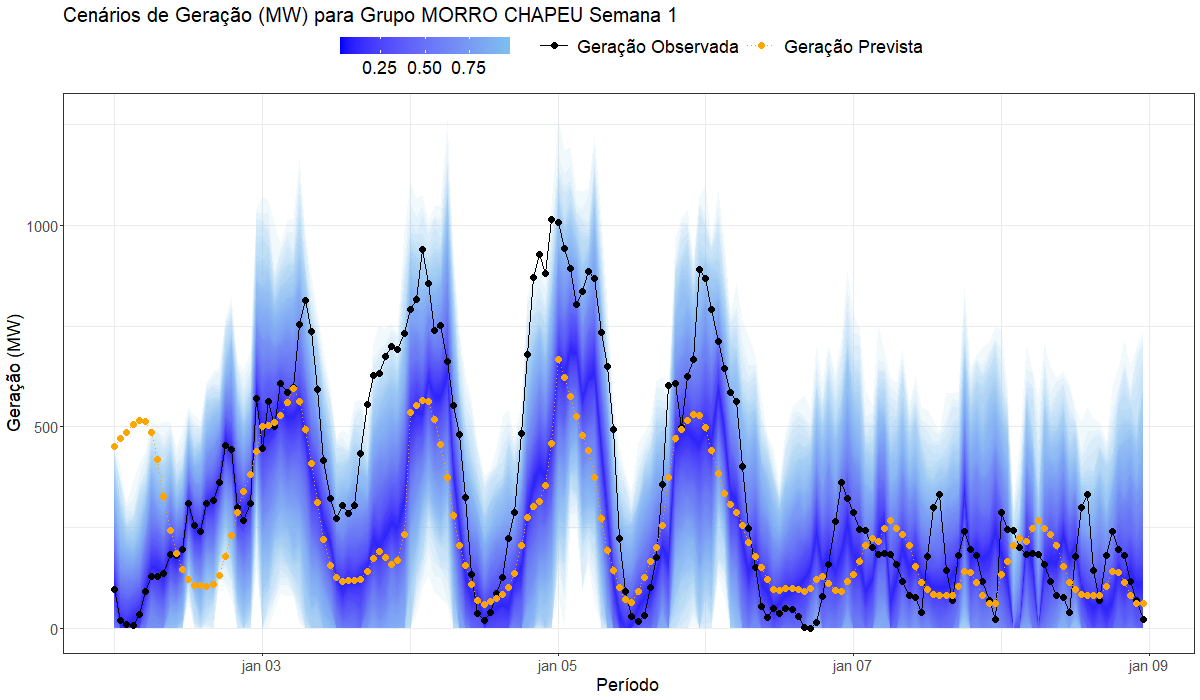 Cenários de Geração (MW) para Grupo MORRO CHAPEU Semana 1
0.25 0.50 0.75
Geração Observada
Geração Prevista
Geração (MW)
1000
500
0
jan 03
jan 05
jan 07
jan 09
Período